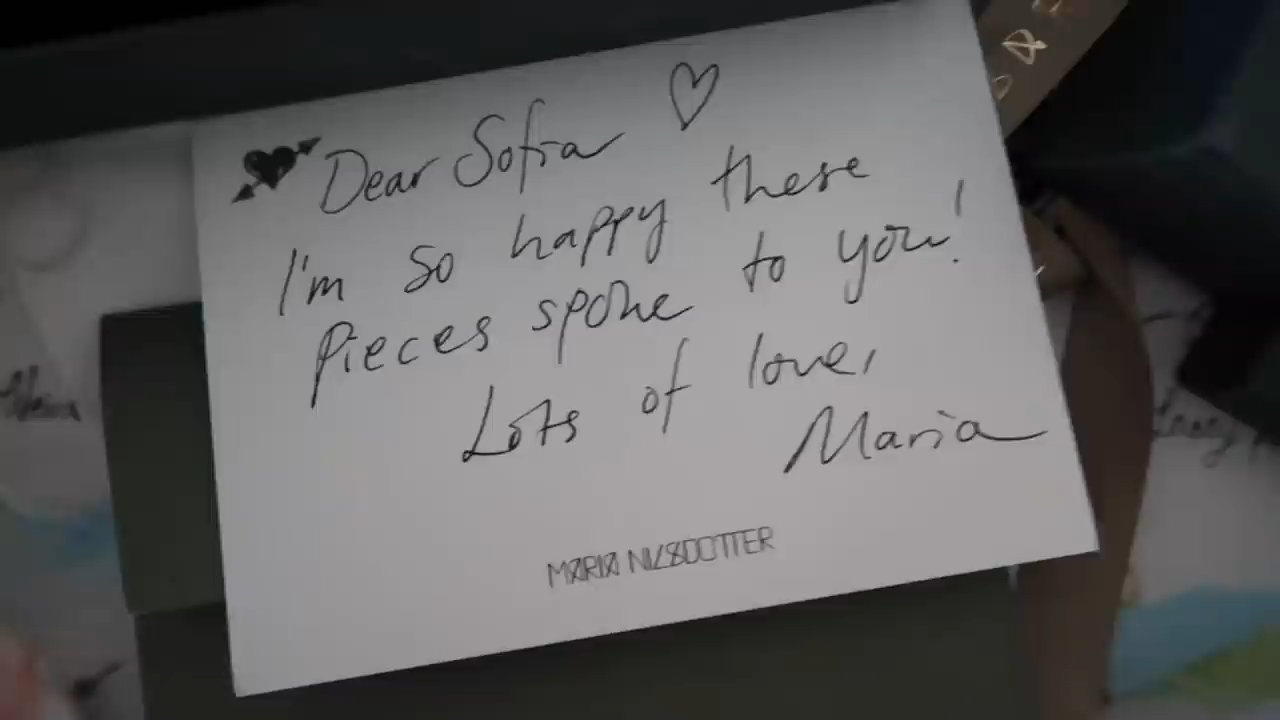 Dear Sofia ♡
I'm so happy these
pieces spoke to you!
Lots of love,
Maria
MARIA NILSDOTTER